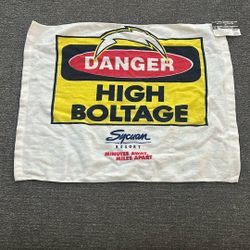 DANGER
HIGH
BOLTAGE
Sycuan
RESORT
MINUTES AWAY,
MILES APART